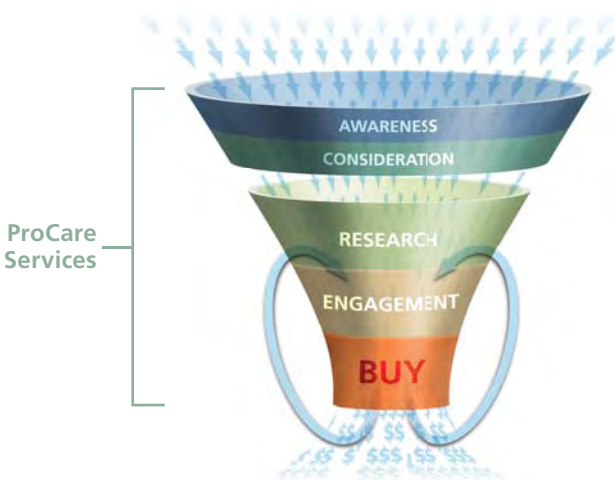 AWARENESS
CONSIDERATION
ProCare
Services
RESEARCH
ENGAGEMENT
BUY
$$ $$ $$
$$ $ $$$ $$ $$